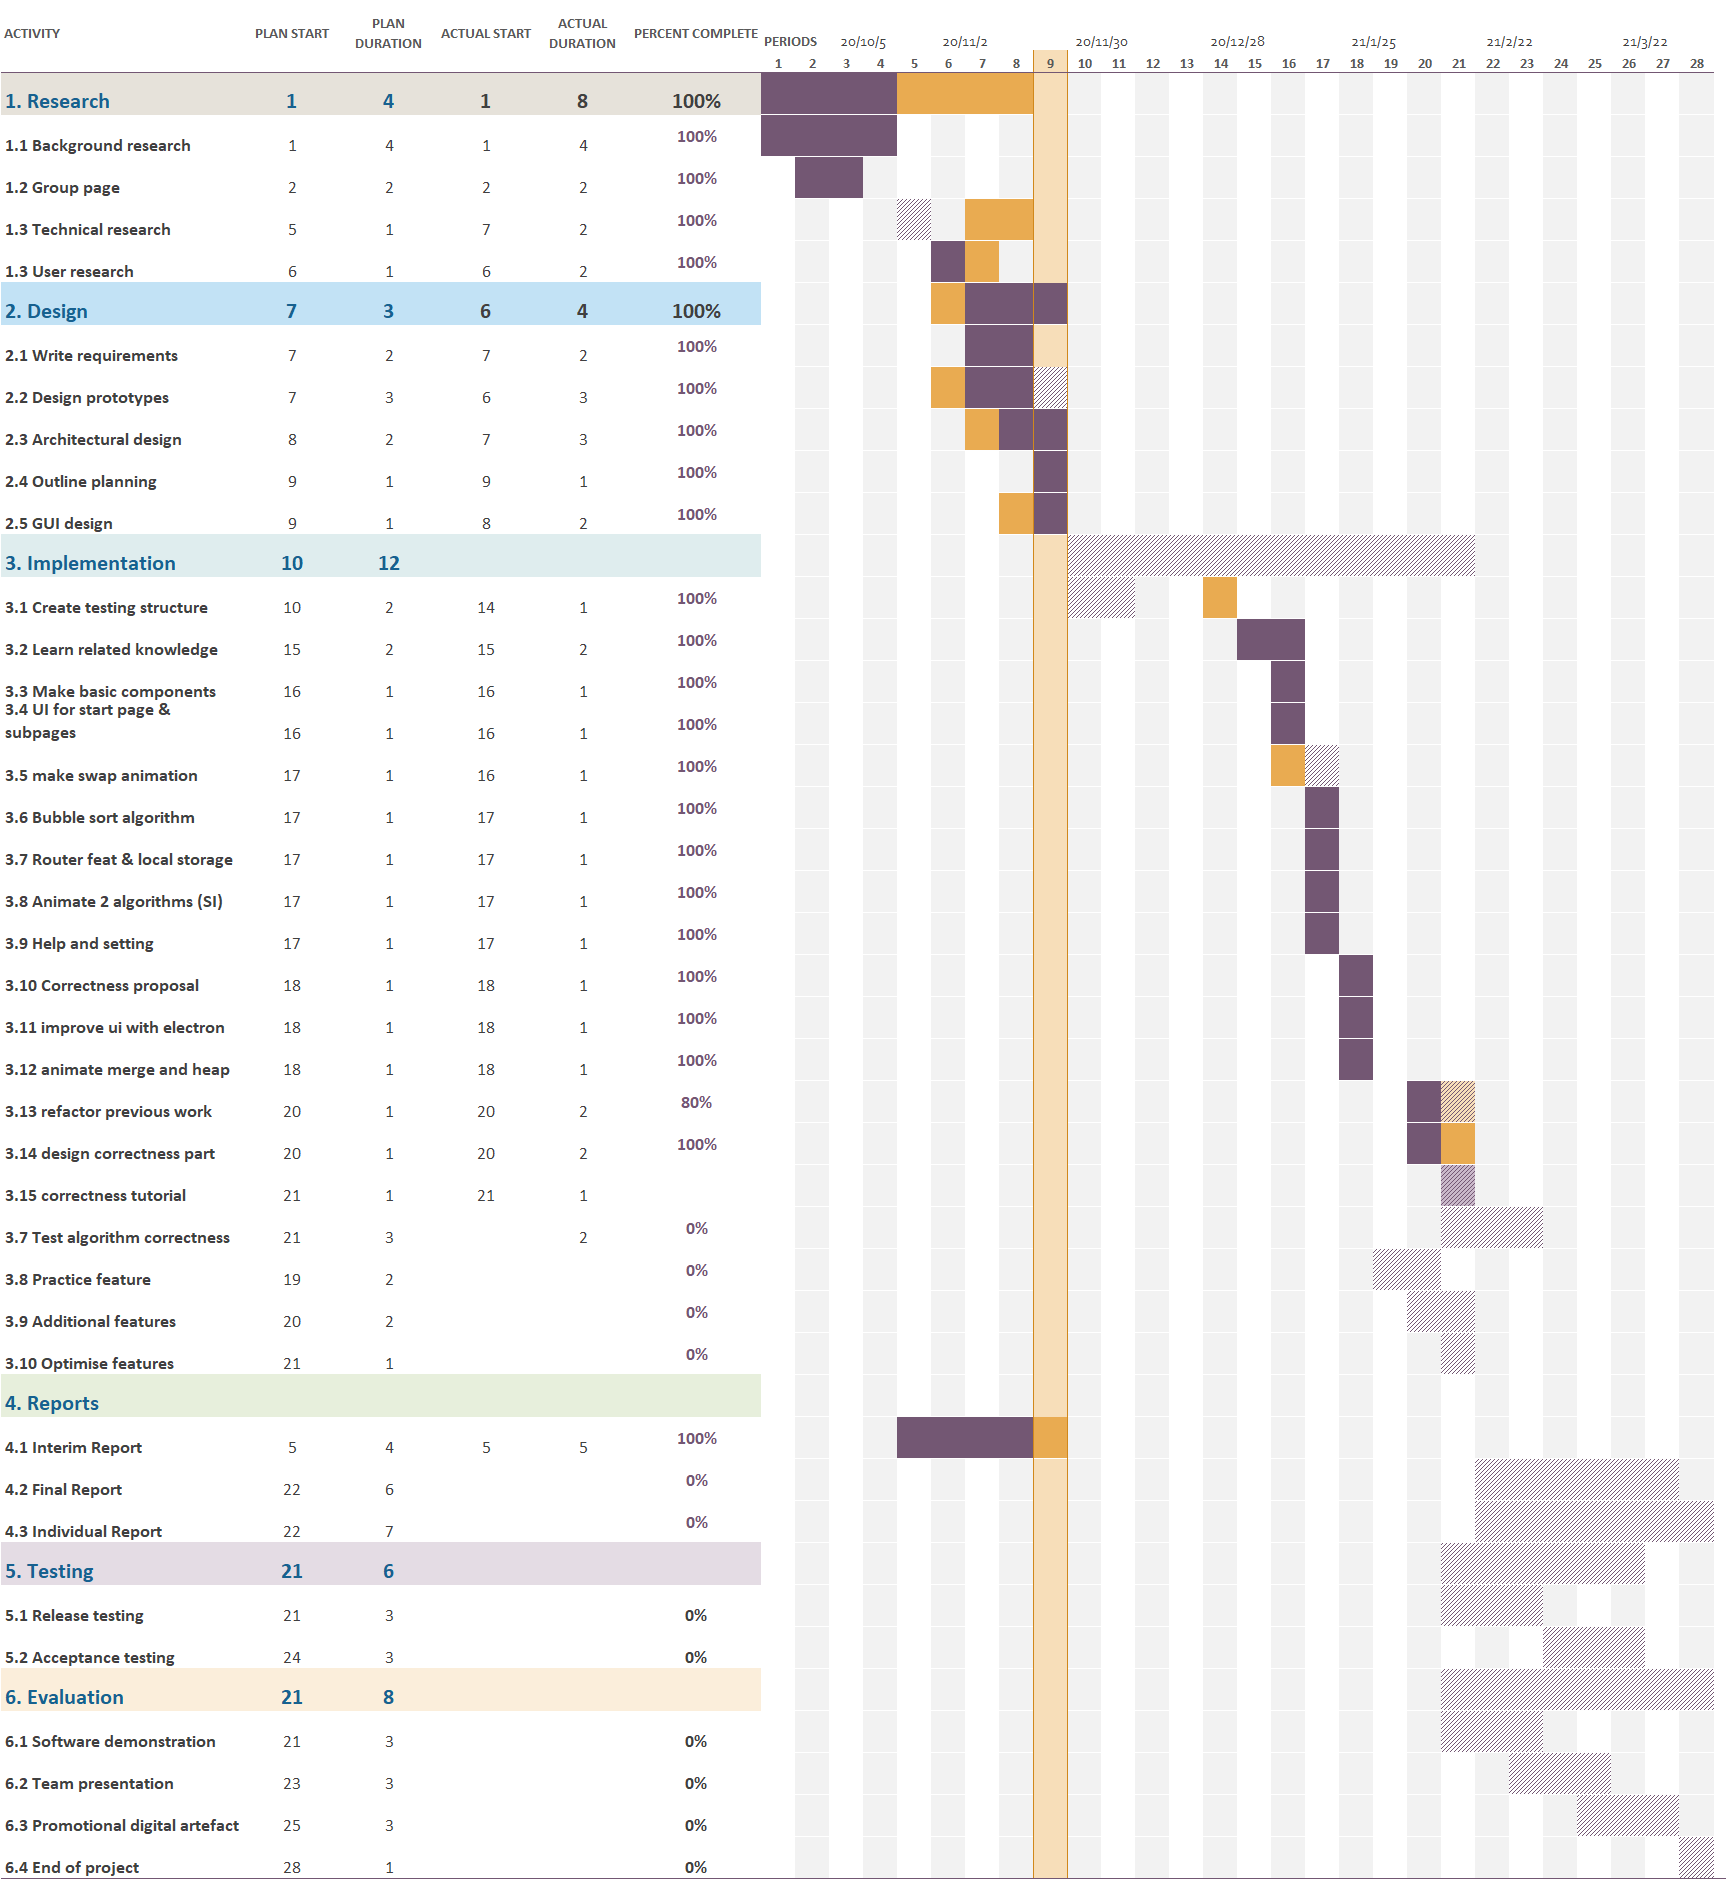 ACTIVITY PLAN START PLAN DURATION ACTUAL START ACTUAL DURATION PERCENT COMPLETE PERIODS 20/10/5 20/11/2 20/11/30 20/12/28 21/1/25 21/2/22 21/3/22
1 2 3 4 5 6 7 8 9 10 11 12 13 14 15 16 17 18 19 20 21 22 23 24 25 26 27 28
1. Research 1 4 1 8 100%
1.1 Background research 1 4 1 4 100%
1.2 Group page 2 2 2 2 100%
1.3 Technical research 5 1 7 2 100%
1.3 User research 6 1 6 2 100%
2. Design 7 3 6 4 100%
2.1 Write requirements 7 2 7 2 100%
2.2 Design prototypes 7 3 6 3 100%
2.3 Architectural design 8 2 7 3 100%
2.4 Outline planning 9 1 9 1 100%
2.5 GUI design 9 1 8 2 100%
3. Implementation 10 12
3.1 Create testing structure 10 2 14 1 100%
3.2 Learn related knowledge 15 2 15 2 100%
3.3 Make basic components 16 1 16 1 100%
3.4 UI for start page &
subpages 16 1 16 1 100%
3.5 make swap animation 17 1 16 1 100%
3.6 Bubble sort algorithm 17 1 17 1 100%
3.7 Router feat & local storage 17 1 17 1 100%
3.8 Animate 2 algorithms (SI) 17 1 17 1 100%
3.9 Help and setting 17 1 17 1 100%
3.10 Correctness proposal 18 1 18 1 100%
3.11 improve ui with electron 18 1 18 1 100%
3.12 animate merge and heap 18 1 18 1 100%
3.13 refactor previous work 20 1 20 2 80%
3.14 design correctness part 20 1 20 2 100%
3.15 correctness tutorial 21 1 21 1
3.7 Test algorithm correctness 21 3 2 0%
3.8 Practice feature 19 2 0%
3.9 Additional features 20 2 0%
3.10 Optimise features 21 1 0%
4. Reports
4.1 Interim Report 5 4 5 5 100%
4.2 Final Report 22 6 0%
4.3 Individual Report 22 7 0%
5. Testing 21 6
5.1 Release testing 21 3 0%
5.2 Acceptance testing 24 3 0%
6. Evaluation 21 8
6.1 Software demonstration 21 3 0%
6.2 Team presentation 23 3 0%
6.3 Promotional digital artefact 25 3 0%
6.4 End of project 28 1 0%